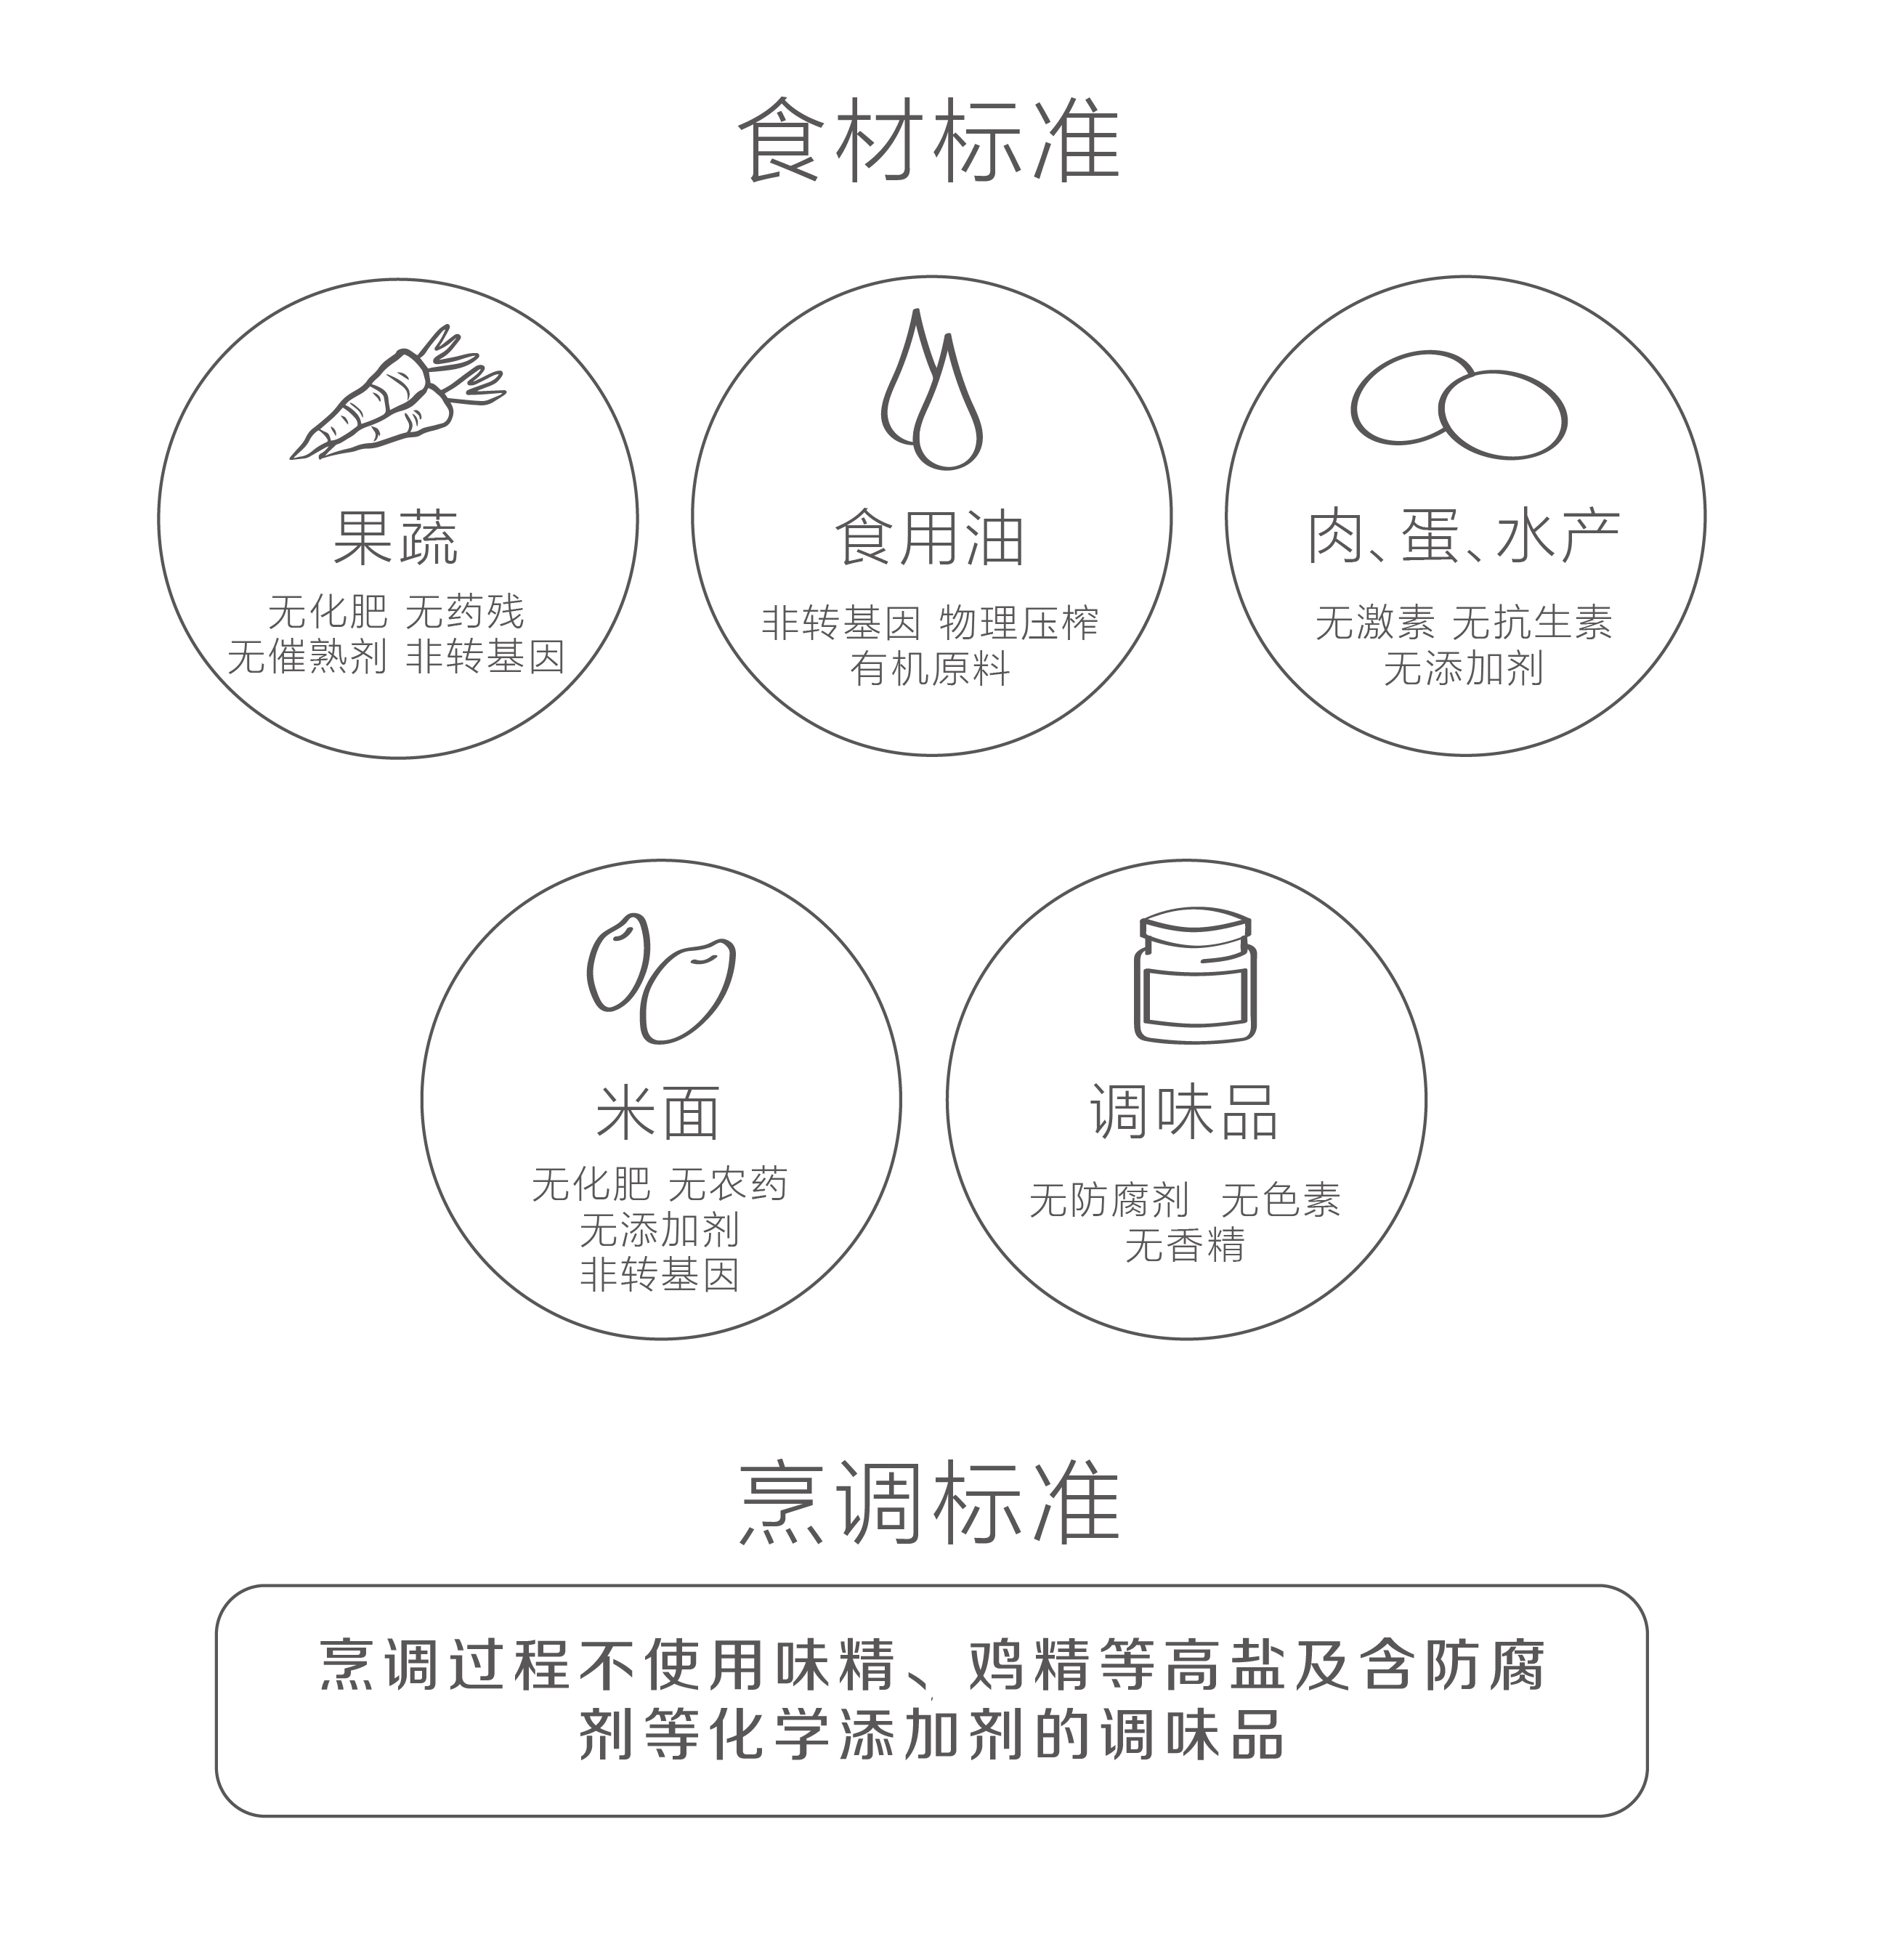 食材标准
果蔬
无化肥 无药残
无催熟剂 非转基因
食用油
非转基因 物理压榨
有机原料
肉、蛋、水产
无激素 无抗生素
无添加剂
米面
无化肥 无农药
无添加剂
非转基因
调味品
无防腐剂 无色素
无香精
烹调标准
烹调过程不使用味精、鸡精等高盐及含防腐
剂等化学添加剂的调味品